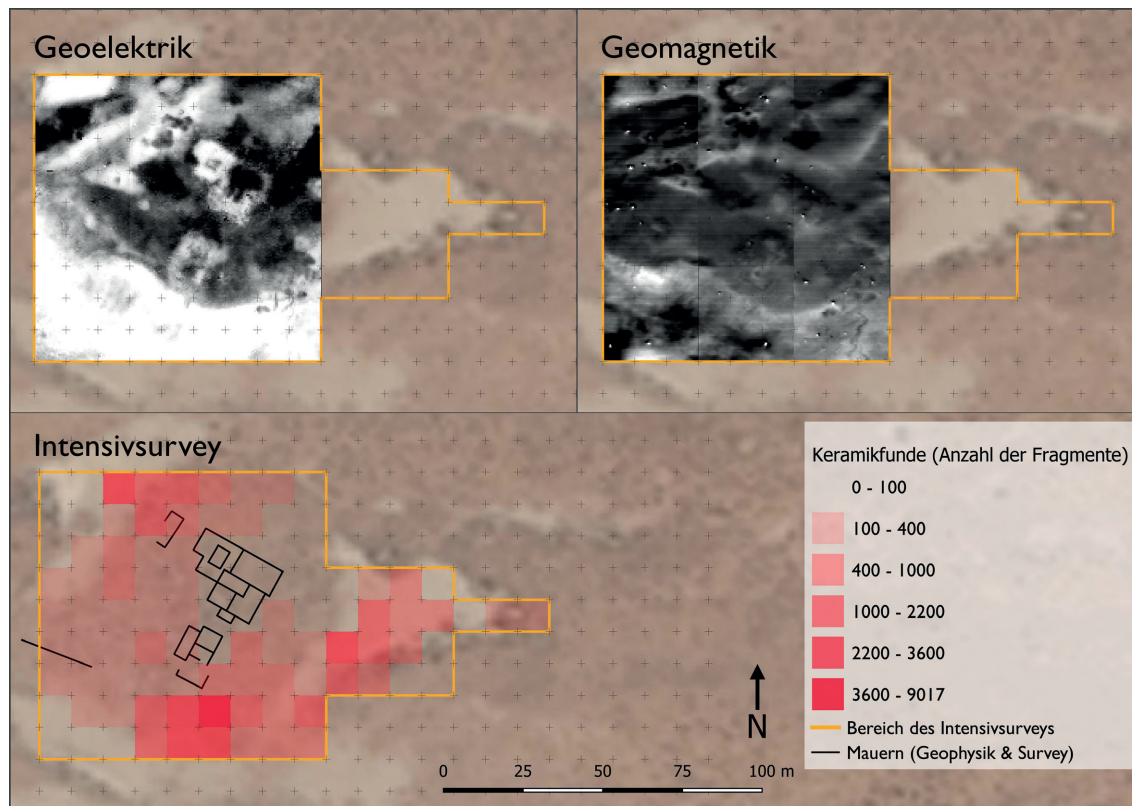 Geoelektrik
Geomagnetik
Intensivsurvey
Keramikfunde (Anzahl der Fragmente)
0 - 100
100 - 400
400 - 1000
1000 - 2200
2200 - 3600
3600 - 9017
Bereich des Intensivsurveys
Mauern (Geophysik & Survey)
N
0 25 50 75 100 m